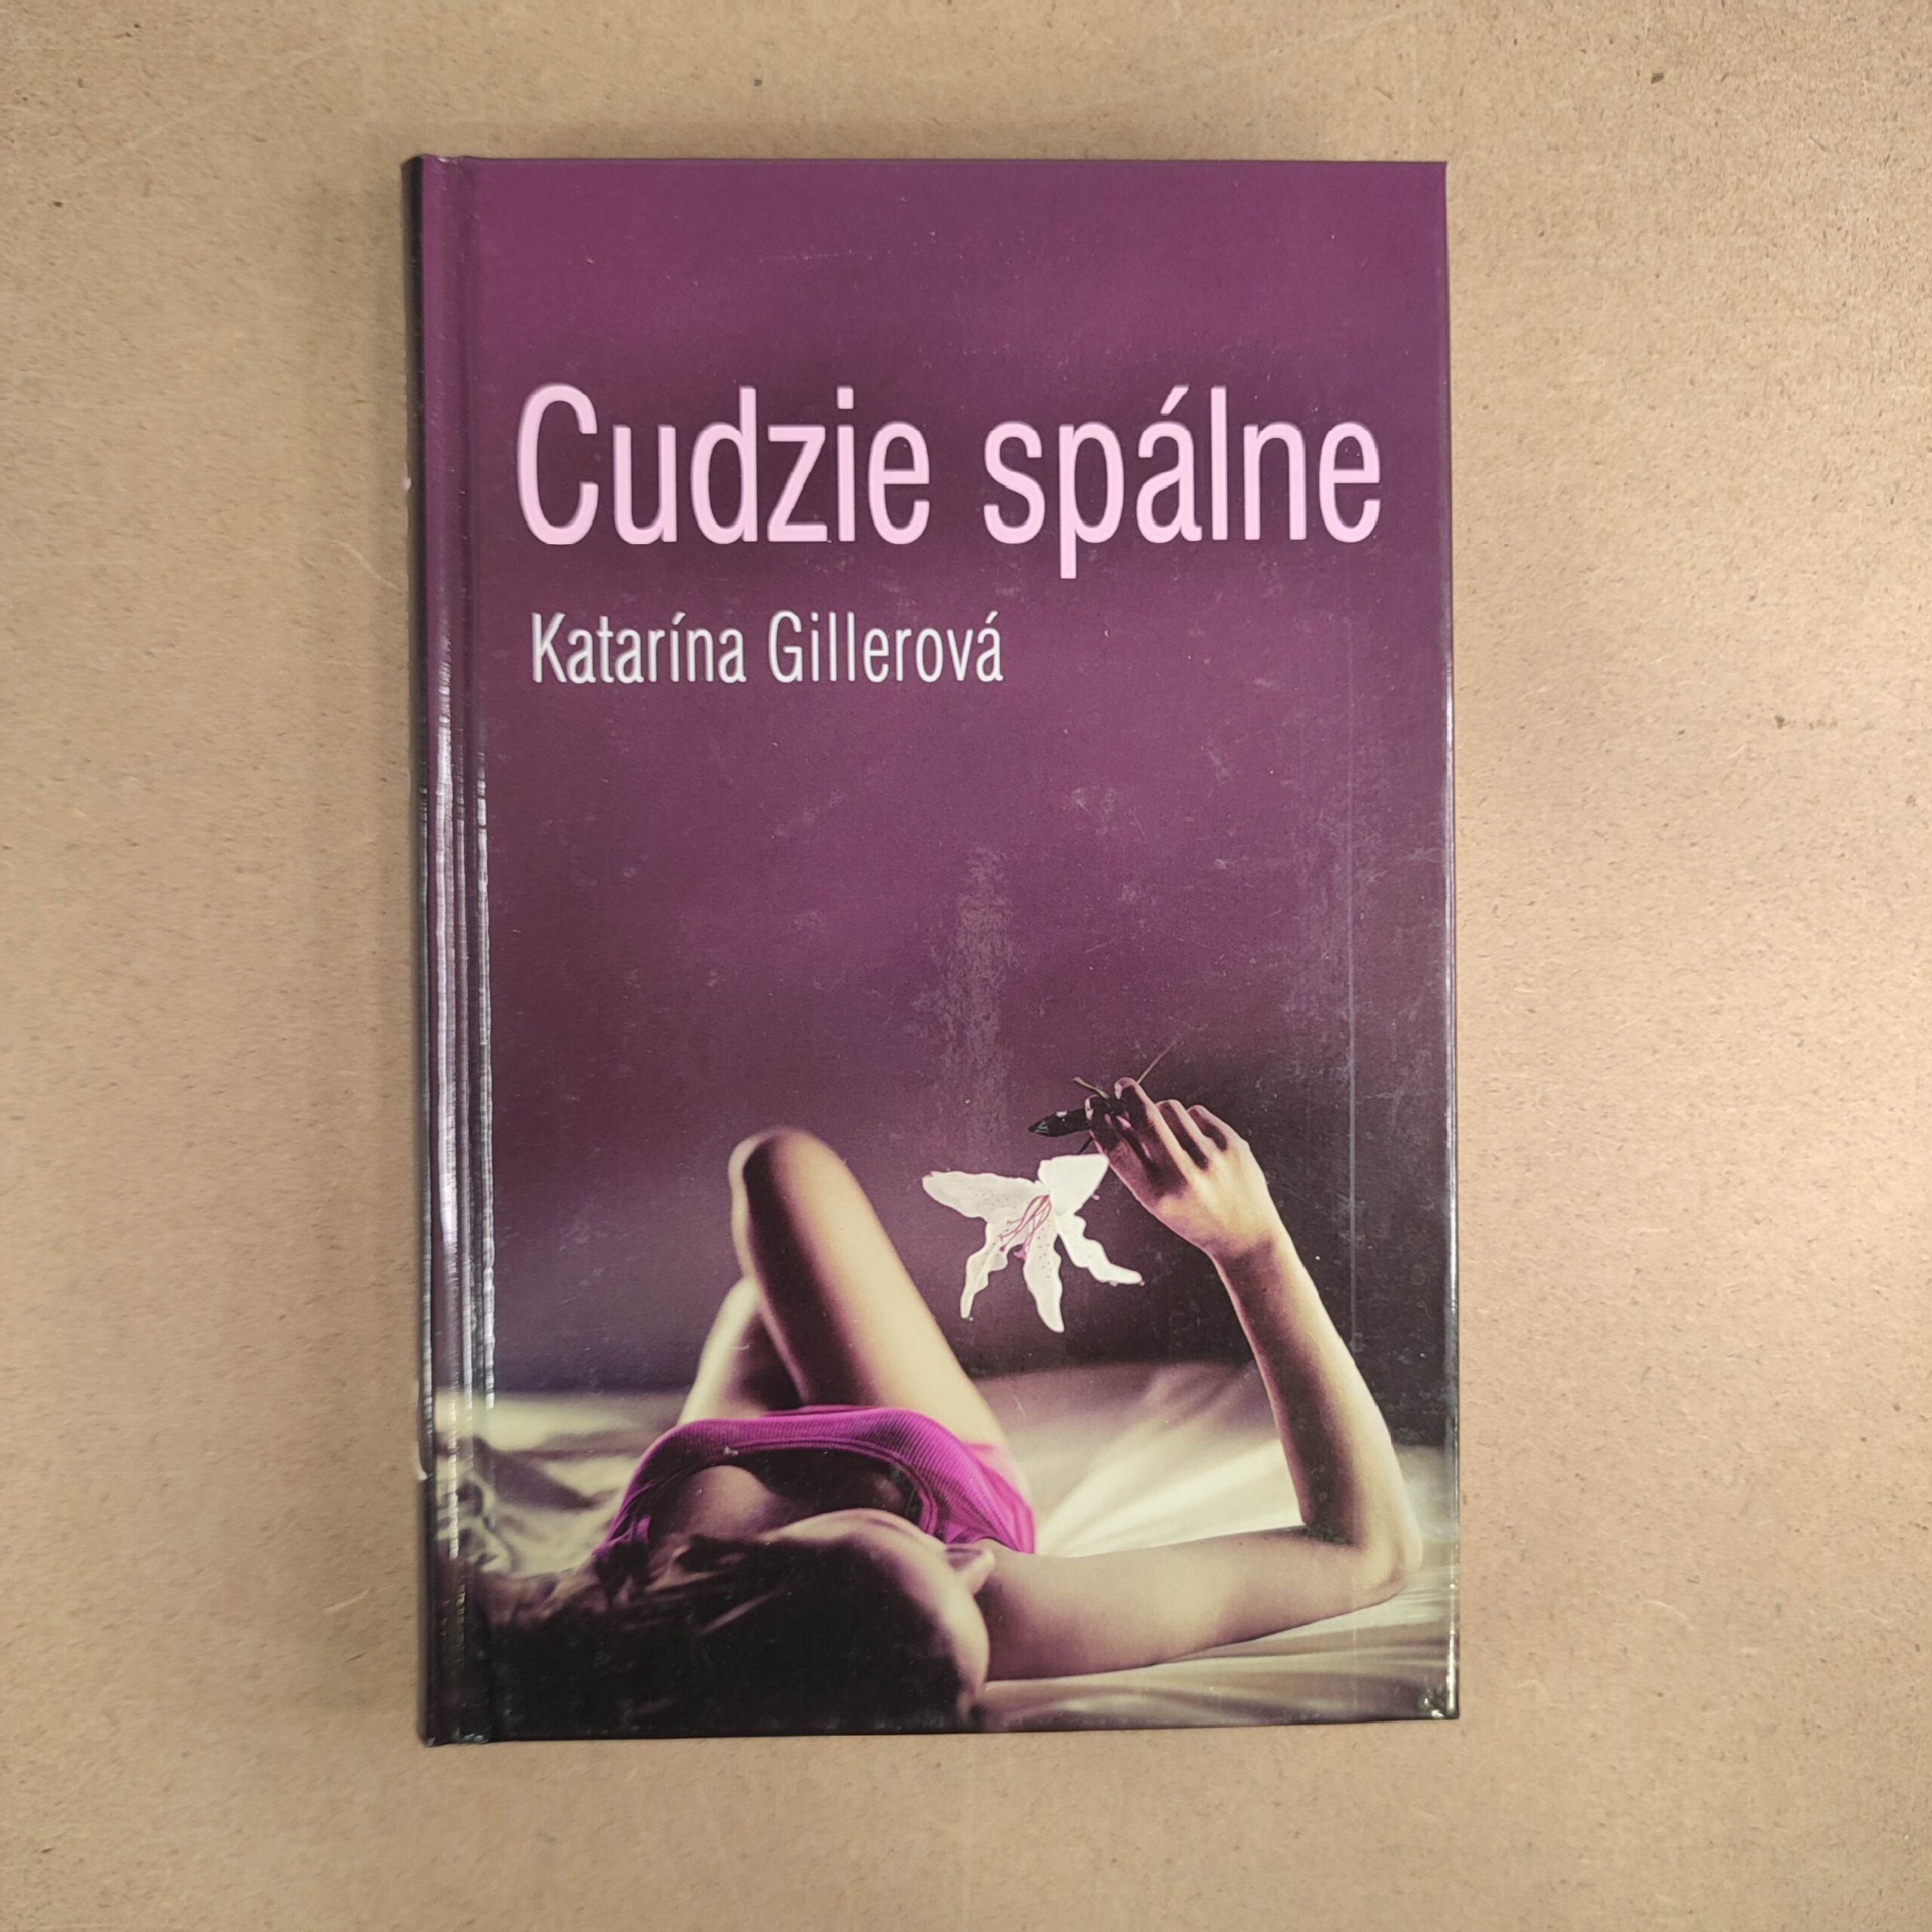 Cudzie spálne
Katarína Gillerová